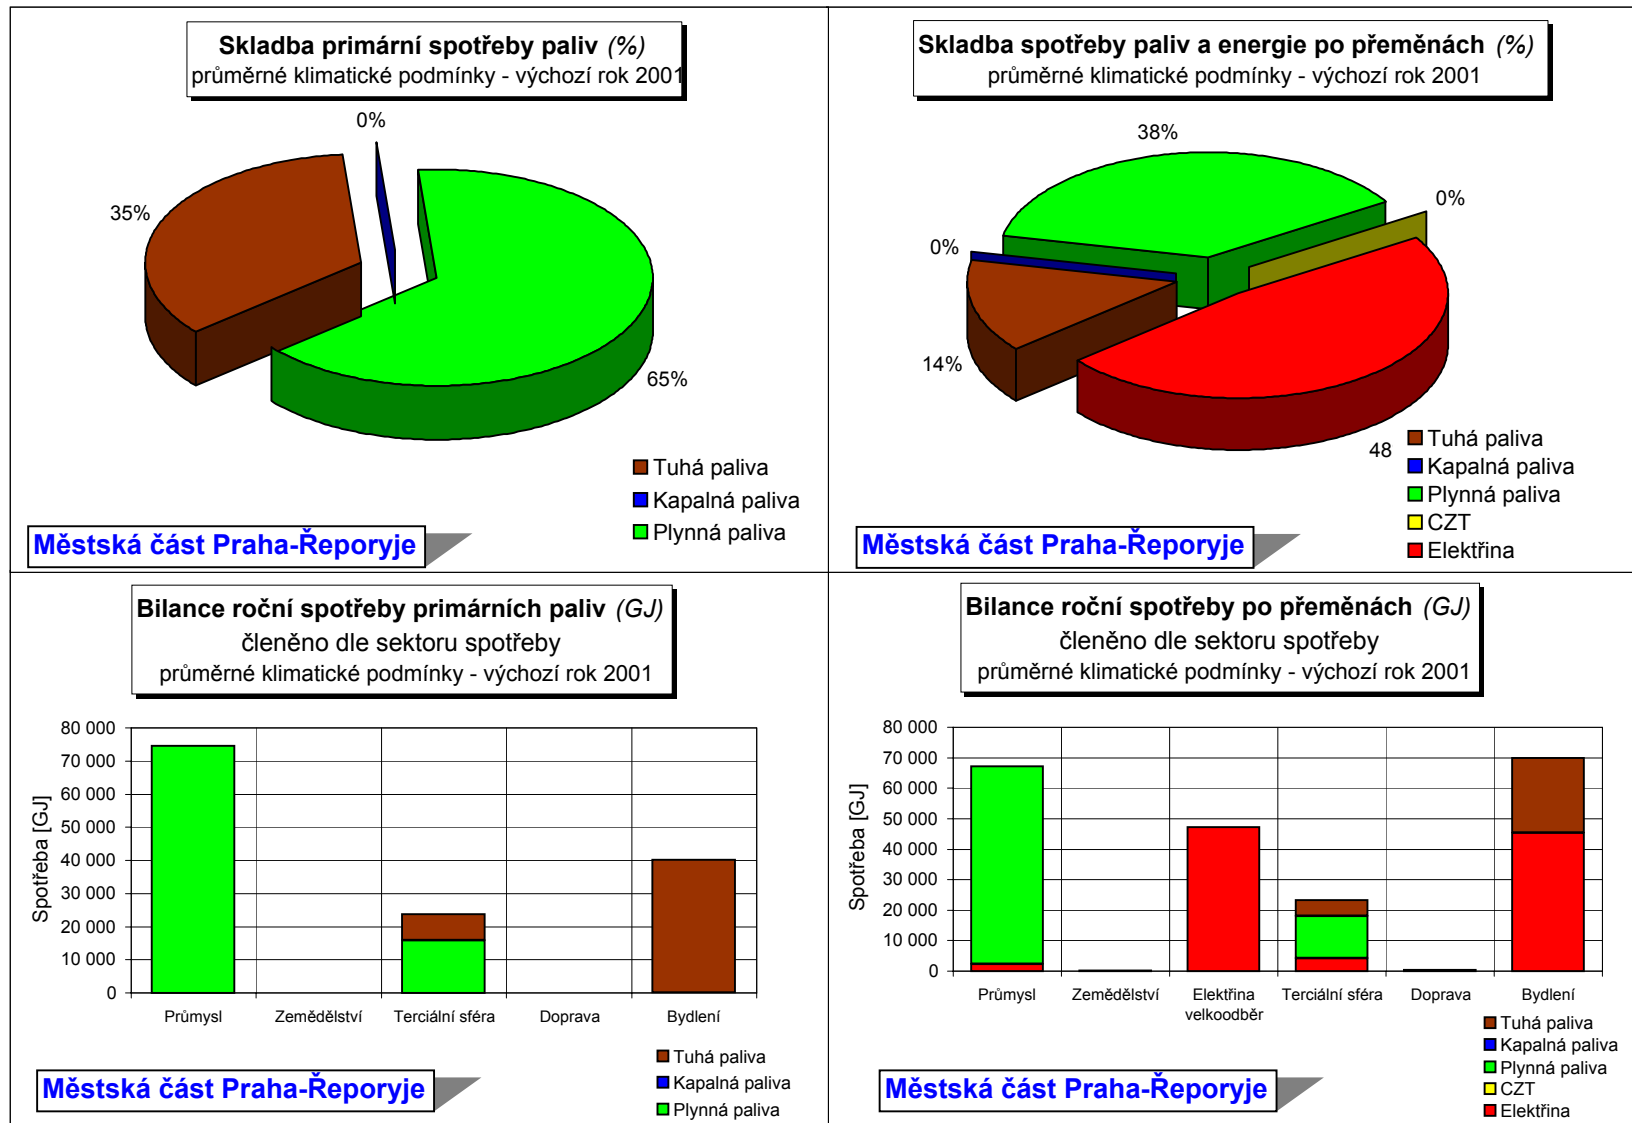 Skladba primární spotřeby paliv (%)
průměrné klimatické podmínky - výchozí rok 2001
0%
35%
65%
Tuhá paliva
Kapalná paliva
Plynná paliva
Městská část Praha-Řeporyje
Skladba spotřeby paliv a energie po přeměnách (%)
průměrné klimatické podmínky - výchozí rok 2001
38%
0%
0%
14%
48
Tuhá paliva
Kapalná paliva
Plynná paliva
CZT
Elektřina
Městská část Praha-Řeporyje
Bilance roční spotřeby primárních paliv (GJ)
členěno dle sektoru spotřeby
průměrné klimatické podmínky - výchozí rok 2001
Spotřeba [GJ]
80 000
70 000
60 000
50 000
40 000
30 000
20 000
10 000
0
Průmysl
Zemědělství
Terciální sféra
Doprava
Bydlení
Tuhá paliva
Kapalná paliva
Plynná paliva
Městská část Praha-Řeporyje
Bilance roční spotřeby po přeměnách (GJ)
členěno dle sektoru spotřeby
průměrné klimatické podmínky - výchozí rok 2001
Spotřeba [GJ]
80 000
70 000
60 000
50 000
40 000
30 000
20 000
10 000
0
Průmysl
Zemědělství
Elektřina
velkoodběr
Terciální sféra
Doprava
Bydlení
Tuhá paliva
Kapalná paliva
Plynná paliva
CZT
Elektřina
Městská část Praha-Řeporyje